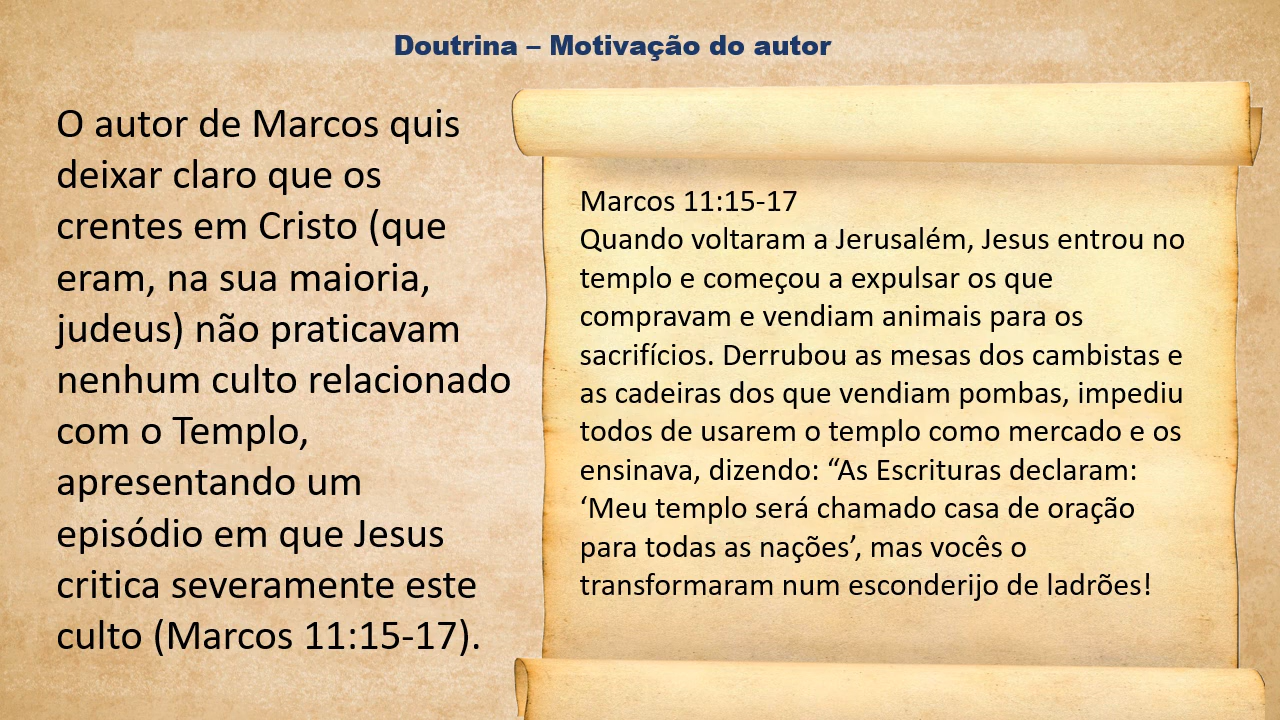 Doutrina – Motivação do autor
O autor de Marcos quis
deixar claro que os
crentes em Cristo (que
eram, na sua maioria,
judeus) não praticavam
nenhum culto relacionado
com o Templo,
apresentando um
episódio em que Jesus
critica severamente este
culto (Marcos 11:15-17).
Marcos 11:15-17
Quando voltaram a Jerusalém, Jesus entrou no
templo e começou a expulsar os que
compravam e vendiam animais para os
sacrifícios. Derrubou as mesas dos cambistas e
as cadeiras dos que vendiam pombas, impediu
todos de usarem o templo como mercado e os
ensinava, dizendo: “As Escrituras declaram:
‘Meu templo será chamado casa de oração
para todas as nações’, mas vocês o
transformaram num esconderijo de ladrões!